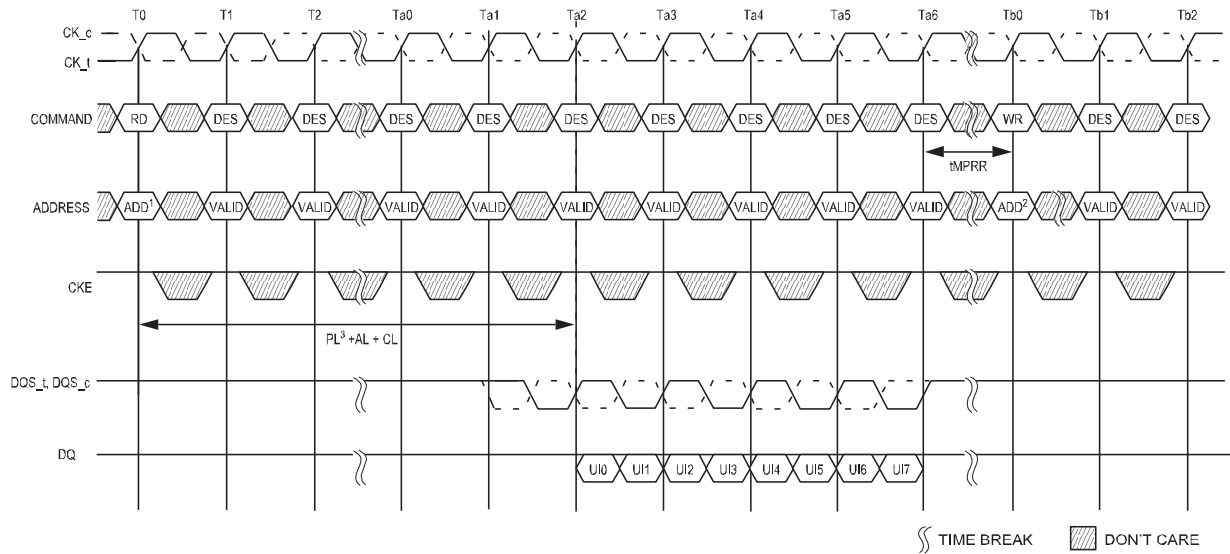 T0 T1 T2 Ta0 Ta1 Ta2 Ta3 Ta4 Ta5 Ta6 Tb0 Tb1 Tb2
CK_c
CK_t
COMMAND RD DES DES DES DES DES DES DES DES DES WR DES DES
tMPRR
ADDRESS ADD1 VALID VALID VALID VALID VALID VALID VALID VALID VALID ADD2 VALID VALID
CKE
PL3 +AL + CL
DQS_t, DQS_c
DQ
UI0 UI1 UI2 UI3 UI4 UI5 UI6 UI7
TIME BREAK DON'T CARE